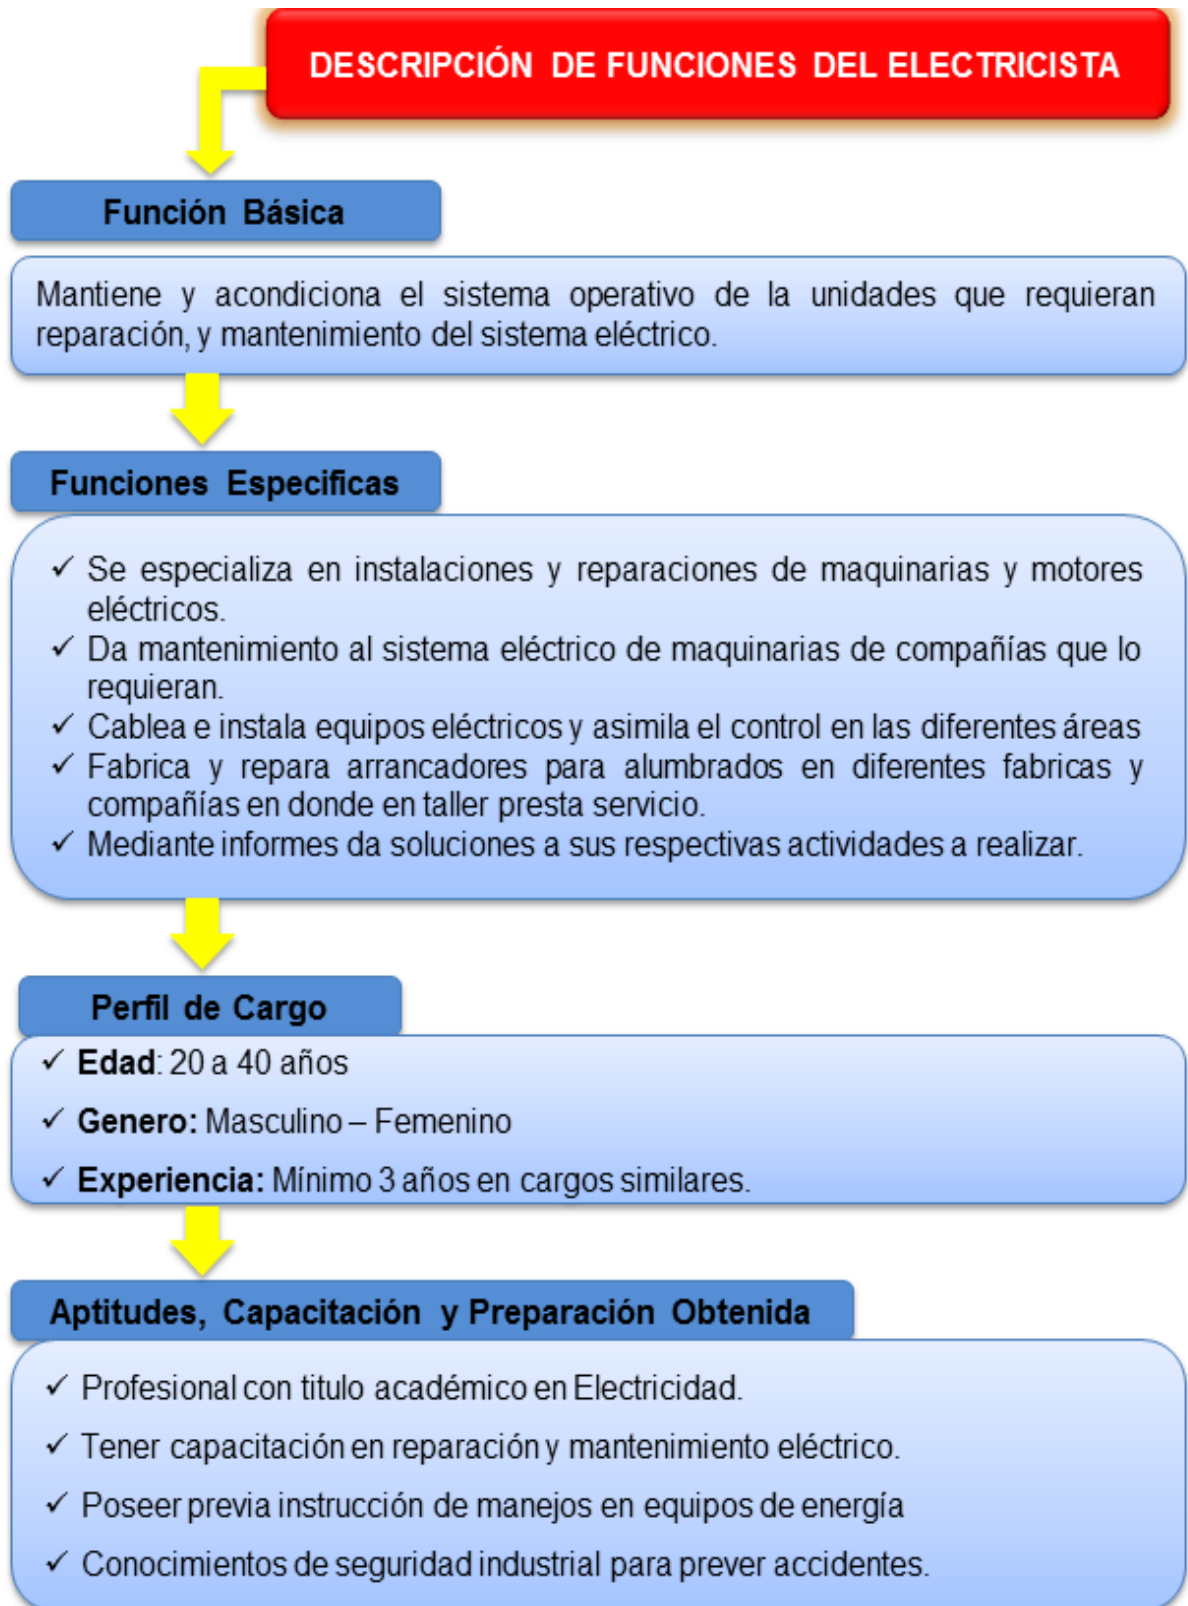 DESCRIPCIÓN DE FUNCIONES DEL ELECTRICISTA
Función Básica
Mantiene y acondiciona el sistema operativo de la unidades que requieran
reparación, y mantenimiento del sistema eléctrico.
Funciones Especificas
✓ Se especializa en instalaciones y reparaciones de maquinarias y motores
eléctricos.
✓ Da mantenimiento al sistema eléctrico de maquinarias de compañías que lo
requieran.
✓ Cablea e instala equipos eléctricos y asimila el control en las diferentes áreas
✓ Fabrica y repara arrancadores para alumbrados en diferentes fabricas y
compañías en donde en taller presta servicio.
✓ Mediante informes da soluciones a sus respectivas actividades a realizar.
Perfil de Cargo
✓ Edad: 20 a 40 años
✓ Genero: Masculino – Femenino
✓ Experiencia: Mínimo 3 años en cargos similares.
Aptitudes, Capacitación y Preparación Obtenida
✓ Profesional con titulo académico en Electricidad.
✓ Tener capacitación en reparación y mantenimiento eléctrico.
✓ Poseer previa instrucción de manejos en equipos de energía
✓ Conocimientos de seguridad industrial para prever accidentes.